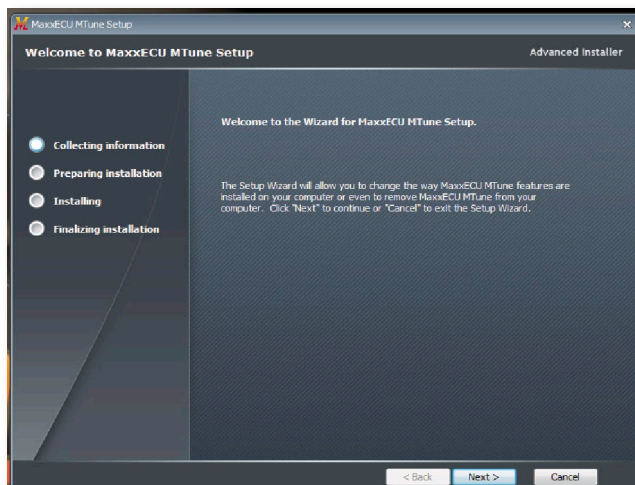 MaxxECU MTune Setup
Welcome to MaxxECU MTune Setup
Advanced Installer
Collecting information
Preparing installation
Installing
Finalizing installation
Welcome to the Wizard for MaxxECU MTune Setup.
The Setup Wizard will allow you to change the way MaxxECU MTune features are
installed on your computer or even to remove MaxxECU MTune from your
computer. Click "Next" to continue or "Cancel" to exit the Setup Wizard.
< Back
Next >
Cancel